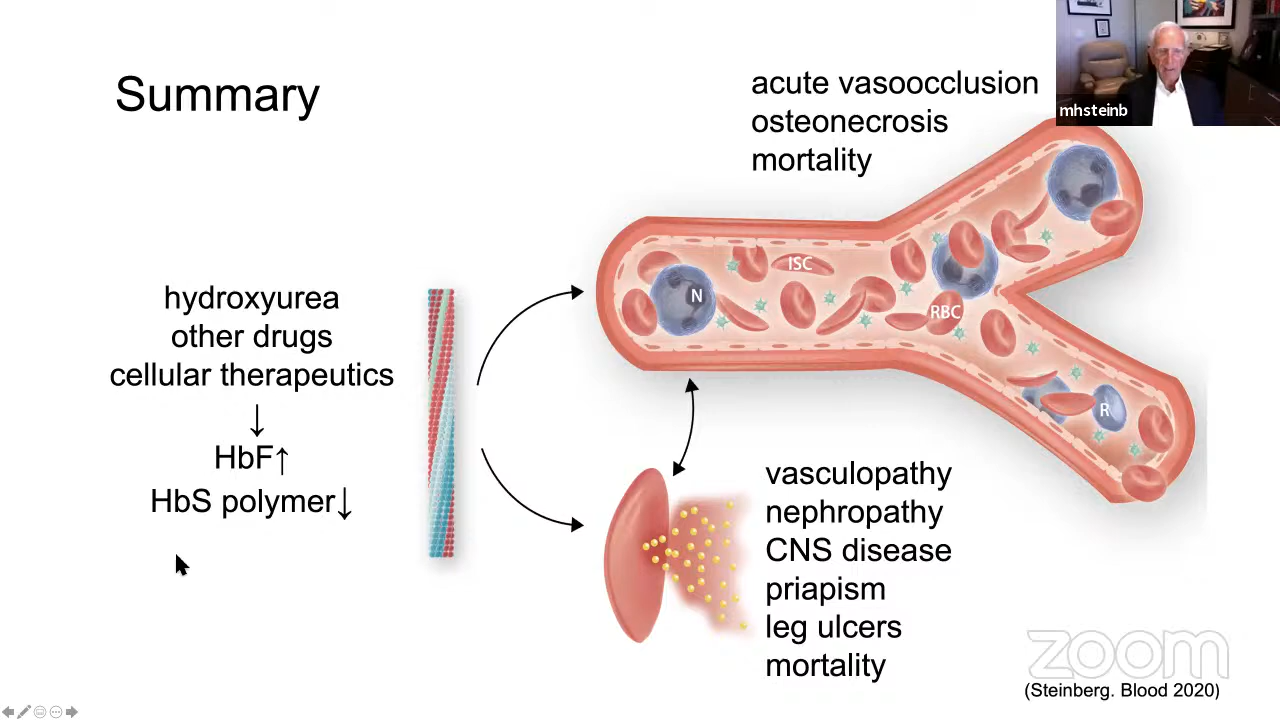 Summary
hydroxyurea
other drugs
cellular therapeutics
↓
HbF↑
HbS polymer↓
acute vasoocclusion
osteonecrosis
mortality
N
ISC
RBC
R
vasculopathy
nephropathy
CNS disease
priapism
leg ulcers
mortality
mhsteinb
zoom
(Steinberg. Blood 2020)